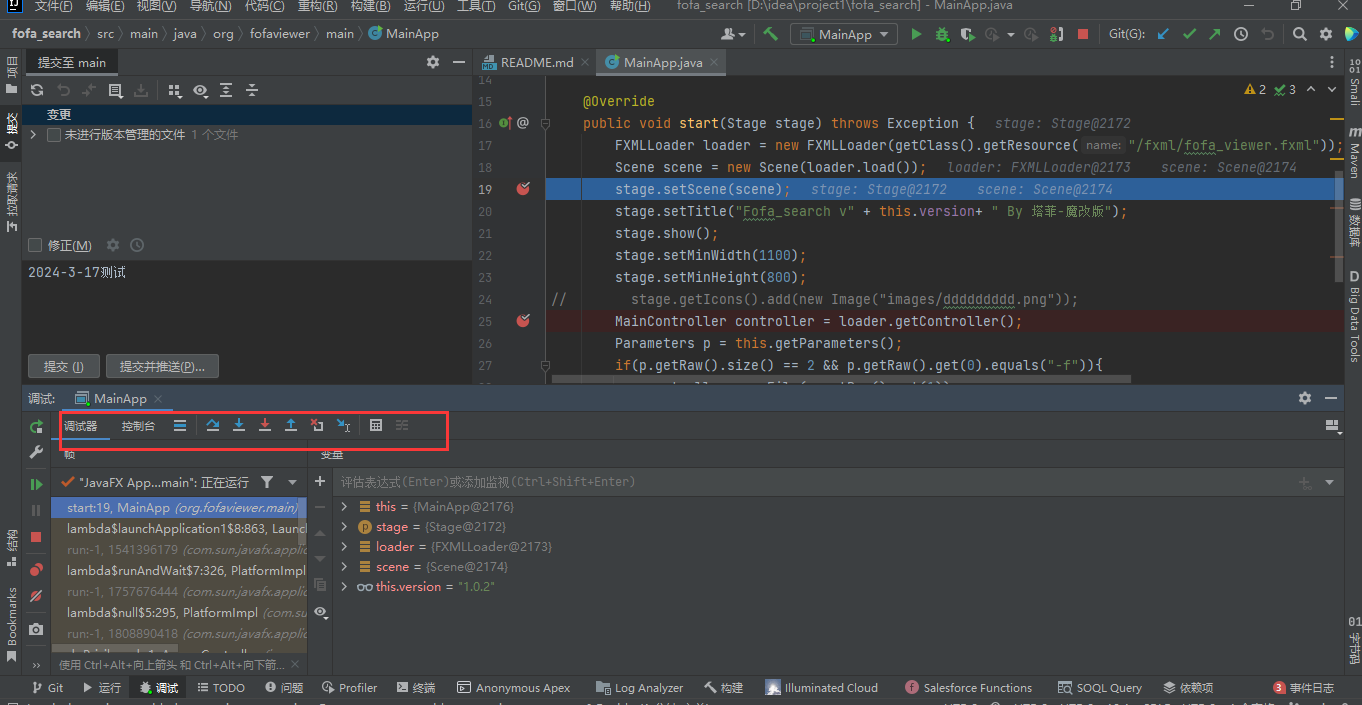 文件(F) 编辑(E) 视图(V) 导航(N) 代码(C) 重构(R) 构建(B) 运行(U) 工具(T) Git(G) 窗口(W) 帮助(H) fofa_search [D:\idea\project1\fofa_search] - MainApp.java
fofa_search src main java org fofaviewer main MainApp MainApp Git(G):
项目
提交
拉取请求
结构
Bookmarks
提交至 main
变更
未进行版本管理的文件 1 个文件
修正(M)
2024-3-17测试
提交 (I) 提交并推送(P)...
README.md MainApp.java
2 3
14
15 @Override
16 @ public void start(Stage stage) throws Exception { stage: Stage@2172
17 FXMLLoader loader = new FXMLLoader(getClass().getResource( name: "/fxml/fofa_viewer.fxml"));
18 Scene scene = new Scene(loader.load()); loader: FXMLLoader@2173 scene: Scene@2174
19 stage.setScene(scene); stage: Stage@2172 scene: Scene@2174
20 stage.setTitle("Fofa_search v" + this.version+ " By 塔菲-魔改版");
21 stage.show();
22 stage.setMinWidth(1100);
23 stage.setMinHeight(800);
24 // stage.getIcons().add(new Image("images/ddddddddd.png"));
25 MainController controller = loader.getController();
26 Parameters p = this.getParameters();
27 if(p.getRaw().size() == 2 && p.getRaw().get(0).equals("-f")){
Small
Maven
数据库
Big Data Tools
字节码
调试: MainApp
调试器 控制台
帧 变量
"JavaFX App...main": 正在运行
start:19, MainApp (org.fofaviewer.main)
lambda$launchApplication1$8:863, Launc
run:-1, 1541396179 (com.sun.javafx.applic
lambda$runAndWait$7:326, PlatformImpl
run:-1, 1757676444 (com.sun.javafx.applic
lambda$null$5:295, PlatformImpl (com.su
run:-1, 1808890418 (com.sun.javafx.applic
使用 Ctrl+Alt+向上箭头 和 Ctrl+Alt+向下箭...
评估表达式(Enter)或添加监视(Ctrl+Shift+Enter)
this = {MainApp@2176}
stage = {Stage@2172}
loader = {FXMLLoader@2173}
scene = {Scene@2174}
this.version = "1.0.2"
Git 运行 调试 TODO 问题 Profiler 终端 Anonymous Apex Log Analyzer 构建 Illuminated Cloud Salesforce Functions SOQL Query 依赖项 3 事件日志